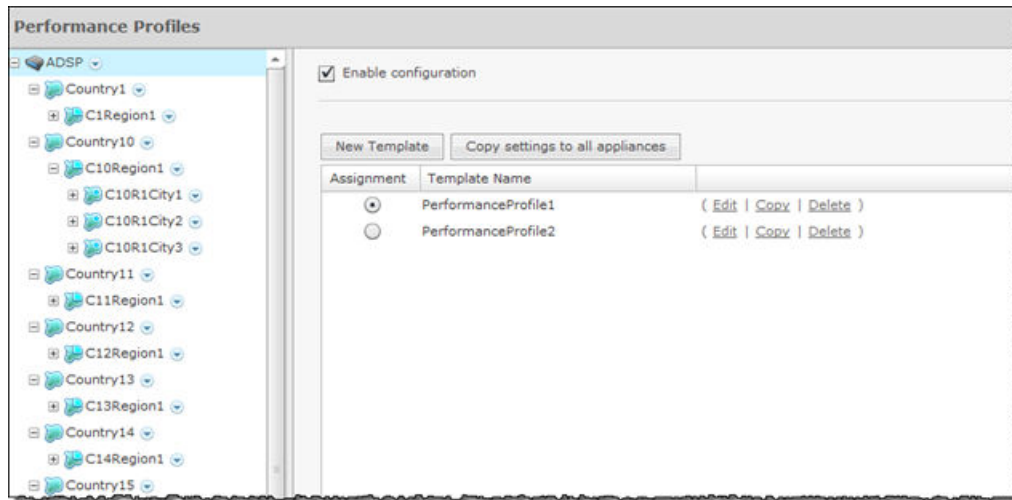 Performance Profiles
ADSP
Country1
C1Region1
Country10
C10Region1
C10R1City1
C10R1City2
C10R1City3
Country11
C11Region1
Country12
C12Region1
Country13
C13Region1
Country14
C14Region1
Country15
Enable configuration
New Template Copy settings to all appliances
Assignment Template Name
PerformanceProfile1 ( Edit | Copy | Delete )
PerformanceProfile2 ( Edit | Copy | Delete )